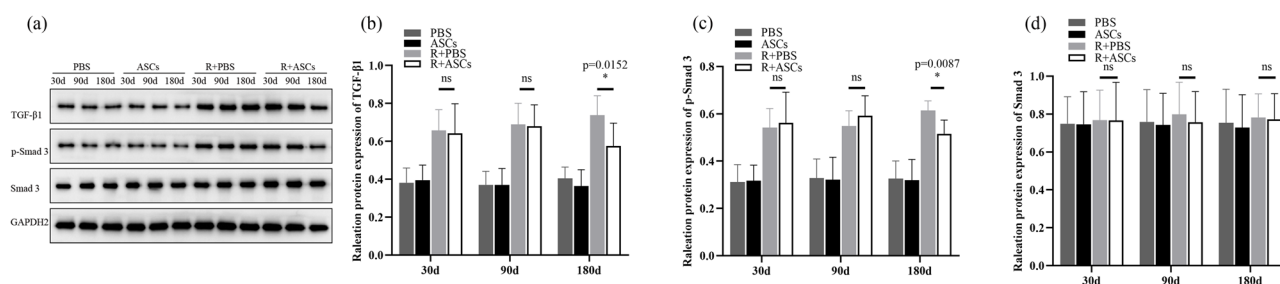 (a)
PBS ASCs R+PBS R+ASCs
30d 90d 180d 30d 90d 180d 30d 90d 180d 30d 90d 180d
TGF-β1
p-Smad 3
Smad 3
GAPDH2
(b)
PBS
ASCs
R+PBS
R+ASCs
p=0.0152
*
ns
ns
Raleation protein expression of TGF-β1
1.0
0.8
0.6
0.4
0.2
0.0
30d 90d 180d
(c)
PBS
ASCs
R+PBS
R+ASCs
p=0.0087
*
ns
ns
Raleation protein expression of p-Smad 3
0.8
0.6
0.4
0.2
0.0
30d 90d 180d
(d)
PBS
ASCs
R+PBS
R+ASCs
ns
ns
ns
Raleation protein expression of Smad 3
1.0
0.8
0.6
0.4
0.2
0.0
30d 90d 180d